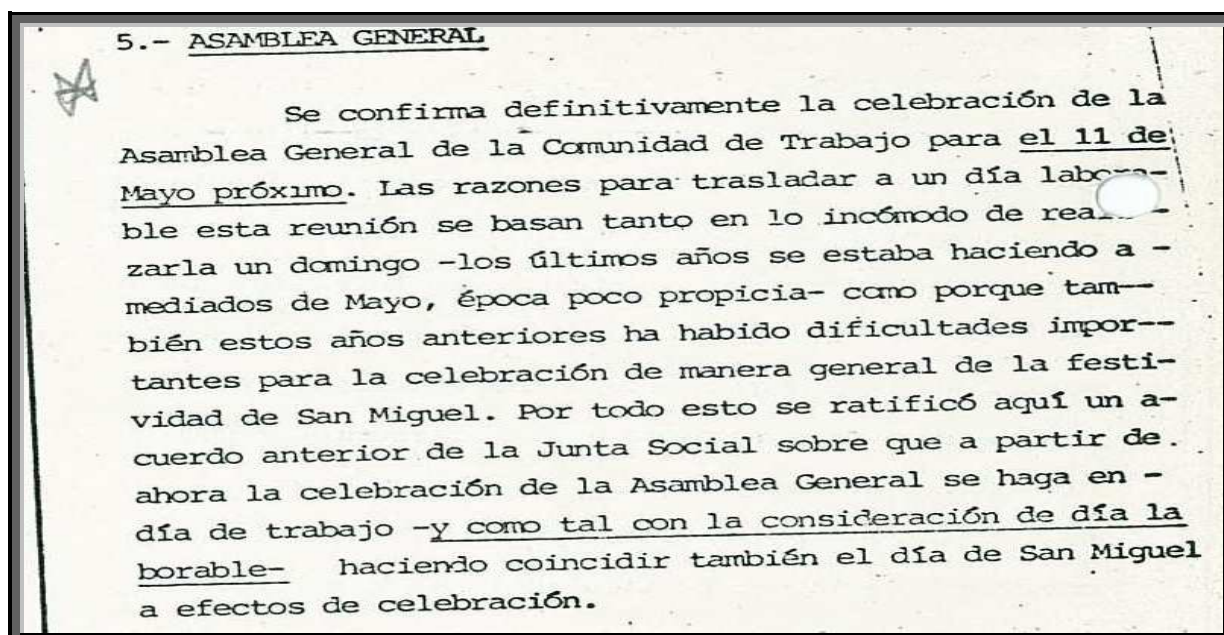 5.- ASAMBLEA GENERAL
Se confirma definitivamente la celebración de la
Asamblea General de la Comunidad de Trabajo para el 11 de
Mayo próximo. Las razones para trasladar a un día
ble esta reunión se basan tanto en lo incómodo de
zarla un domingo -los últimos años se estaba haciendo a -
mediados de Mayo, época poco propicia- como porque tam--
bién estos años anteriores ha habido dificultades impor--
tantes para la celebración de manera general de la festi-
vidad de San Miguel. Por todo esto se ratificó aquí un a-
cuerdo anterior de la Junta Social sobre que a partir de.
ahora la celebración de la Asamblea General se haga en -
día de trabajo -y como tal con la consideración de día la
borable- haciendo coincidir también el día de San Miguel
a efectos de celebración.